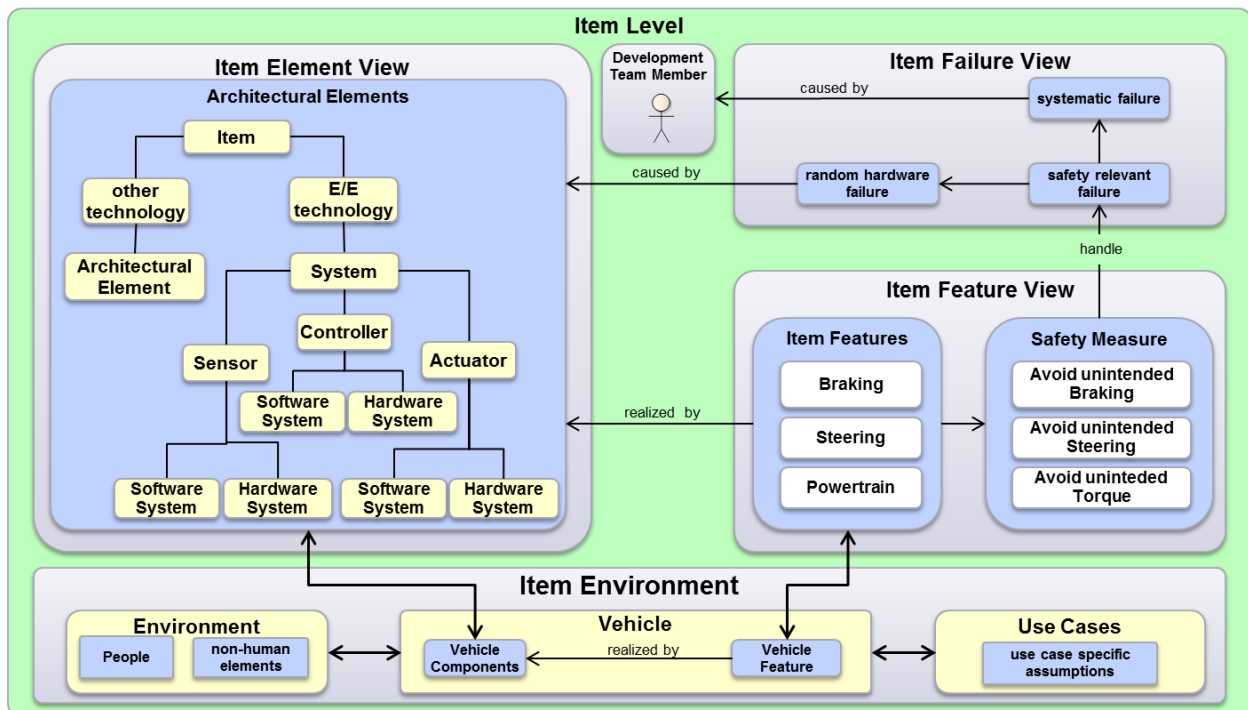 Item Level
Item Element View
Architectural Elements
Item
other
technology
E/E
technology
Architectural
Element
System
Controller
Sensor
Actuator
Software
System
Hardware
System
Software
System
Hardware
System
Software
System
Hardware
System
Development
Team Member
Item Failure View
caused by
systematic failure
caused by
random hardware
failure
safety relevant
failure
handle
Item Feature View
realized by
Item Features
Braking
Steering
Powertrain
Safety Measure
Avoid unintended
Braking
Avoid unintended
Steering
Avoid uninteded
Torque
Item Environment
Environment
People
non-human
elements
Vehicle
Vehicle
Components
realized by
Vehicle
Feature
Use Cases
use case specific
assumptions